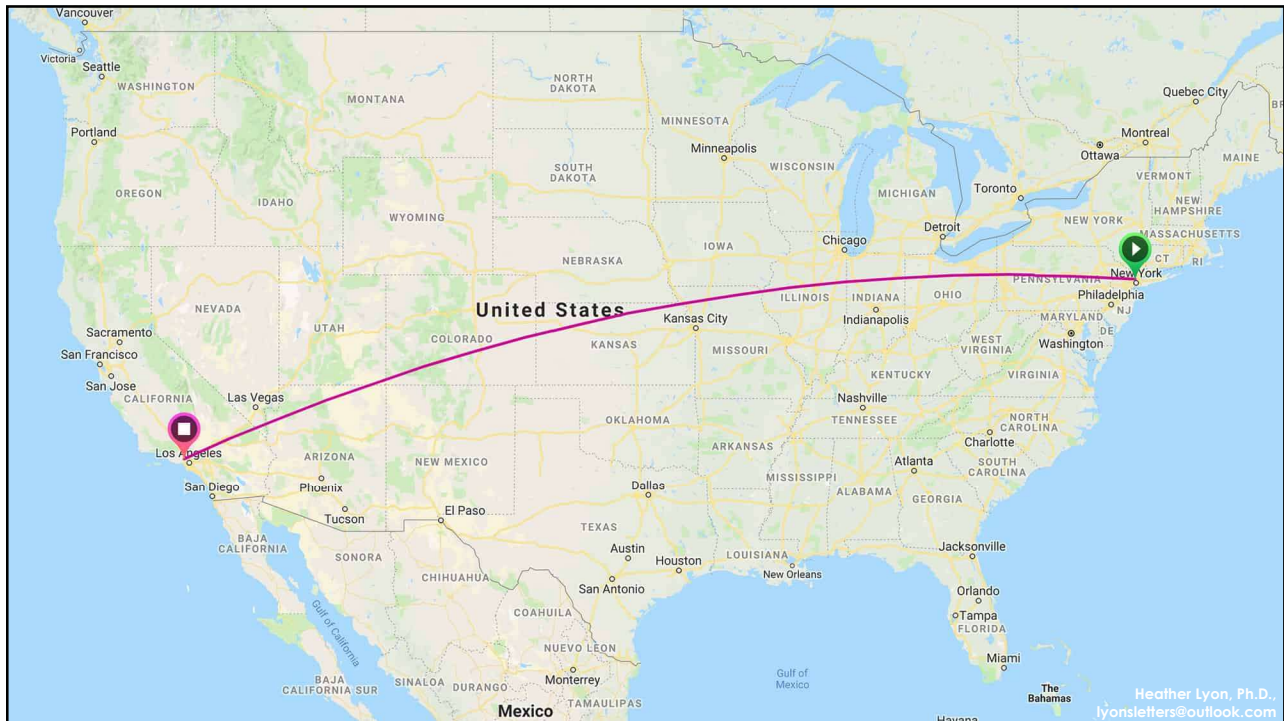 Vancouver
Victoria
Seattle
WASHINGTON
Portland
OREGON
IDAHO
MONTANA
NORTH
DAKOTA
SOUTH
DAKOTA
WYOMING
NEBRASKA
MINNESOTA
Minneapolis
WISCONSIN
IOWA
Chicago
MICHIGAN
Detroit
Toronto
Ottawa
Montreal
Quebec City
MAINE
VERMONT
NEW
HAMPSHIRE
NEW YORK
MASSACHUSETTS
CT
RI
New York
PENNSYLVANIA
Philadelphia
NJ
MARYLAND
DE
Washington
WEST
VIRGINIA
VIRGINIA
OHIO
INDIANA
Indianapolis
ILLINOIS
KENTUCKY
Nashville
TENNESSEE
NORTH
CAROLINA
Charlotte
SOUTH
CAROLINA
Atlanta
GEORGIA
ALABAMA
MISSISSIPPI
ARKANSAS
MISSOURI
Kansas City
KANSAS
United States
COLORADO
UTAH
NEVADA
Sacramento
San Francisco
San Jose
CALIFORNIA
Las Vegas
Los Angeles
San Diego
ARIZONA
Phoenix
Tucson
NEW MEXICO
El Paso
OKLAHOMA
Dallas
TEXAS
Austin
Houston
San Antonio
LOUISIANA
New Orleans
Jacksonville
Orlando
Tampa
FLORIDA
Miami
The
Bahamas
Havana
Gulf of
Mexico
BAJA
CALIFORNIA
SONORA
CHIHUAHUA
COAHUILA
NUEVO LEON
Monterrey
TAMAULIPAS
Gulf of California
BAJA
CALIFORNIA SUR
SINALOA
DURANGO
Mexico
Heather Lyon, Ph.D.,
lyonsletters@outlook.com